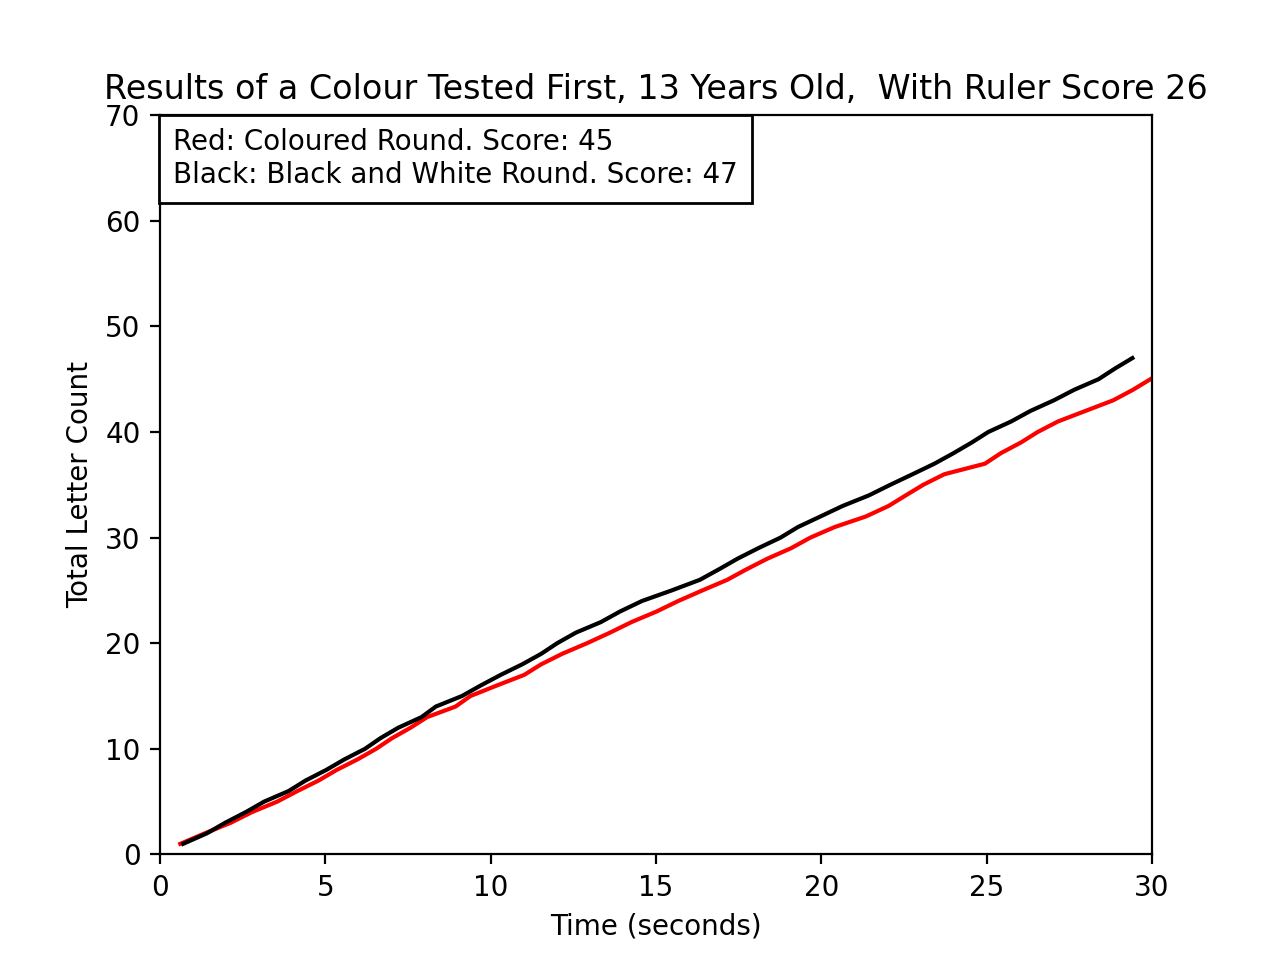 Results of a Colour Tested First, 13 Years Old,  With Ruler Score 26
Red: Coloured Round. Score: 45
Black: Black and White Round. Score: 47
70
60
50
40
30
20
10
0
Total Letter Count
0 5 10 15 20 25 30
Time (seconds)